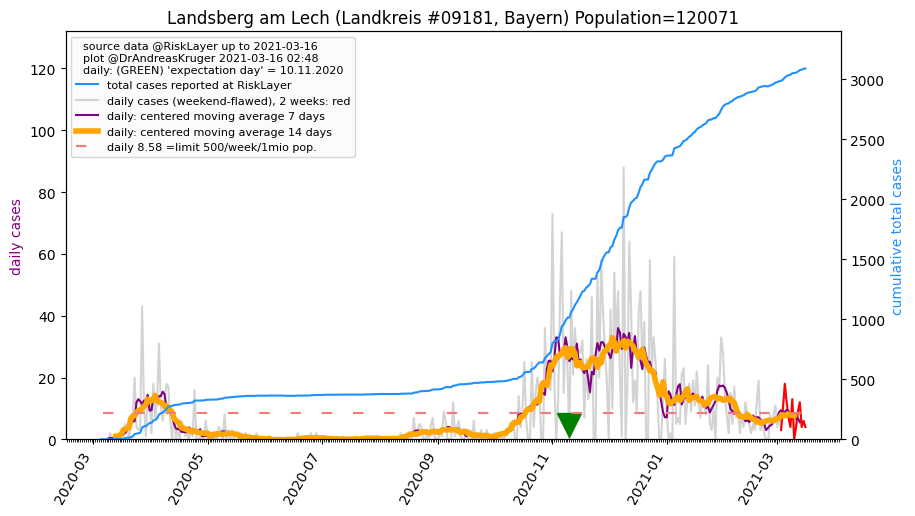 Landsberg am Lech (Landkreis #09181, Bayern) Population=120071
source data @RiskLayer up to 2021-03-16
plot @DrAndreasKruger 2021-03-16 02:48
daily: (GREEN) 'expectation day' = 10.11.2020
total cases reported at RiskLayer
daily cases (weekend-flawed), 2 weeks: red
daily: centered moving average 7 days
daily: centered moving average 14 days
daily 8.58 =limit 500/week/1mio pop.
daily cases
0
20
40
60
80
100
120
cumulative total cases
0
500
1000
1500
2000
2500
3000
2020-03
2020-05
2020-07
2020-09
2020-11
2021-01
2021-03